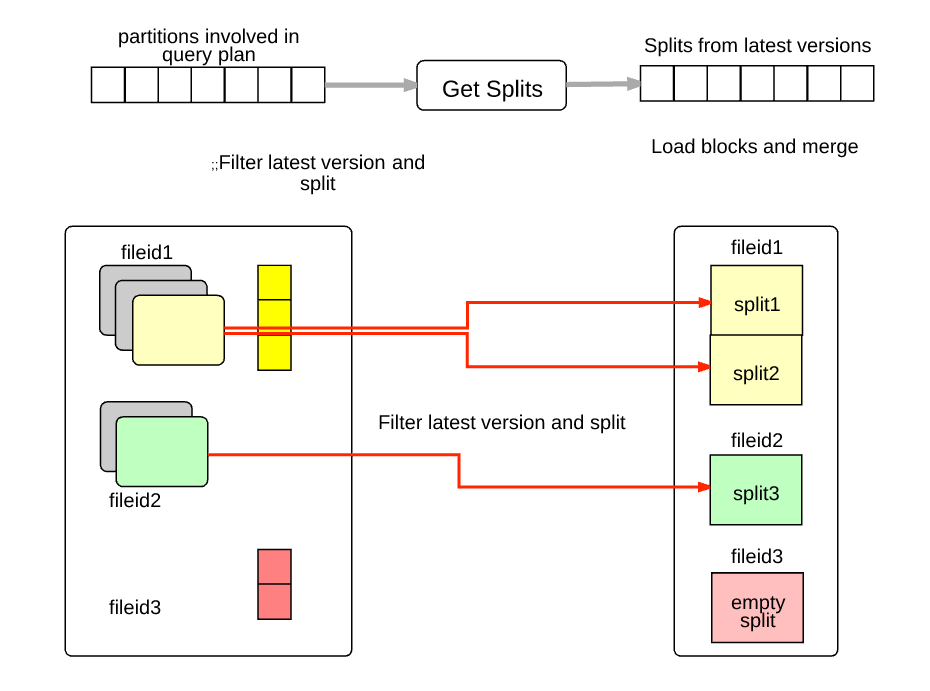 partitions involved in
query plan
Get Splits
Splits from latest versions
;;Filter latest version and
split
Load blocks and merge
fileid1
fileid2
fileid3
Filter latest version and split
fileid1
split1
split2
fileid2
split3
fileid3
empty
split